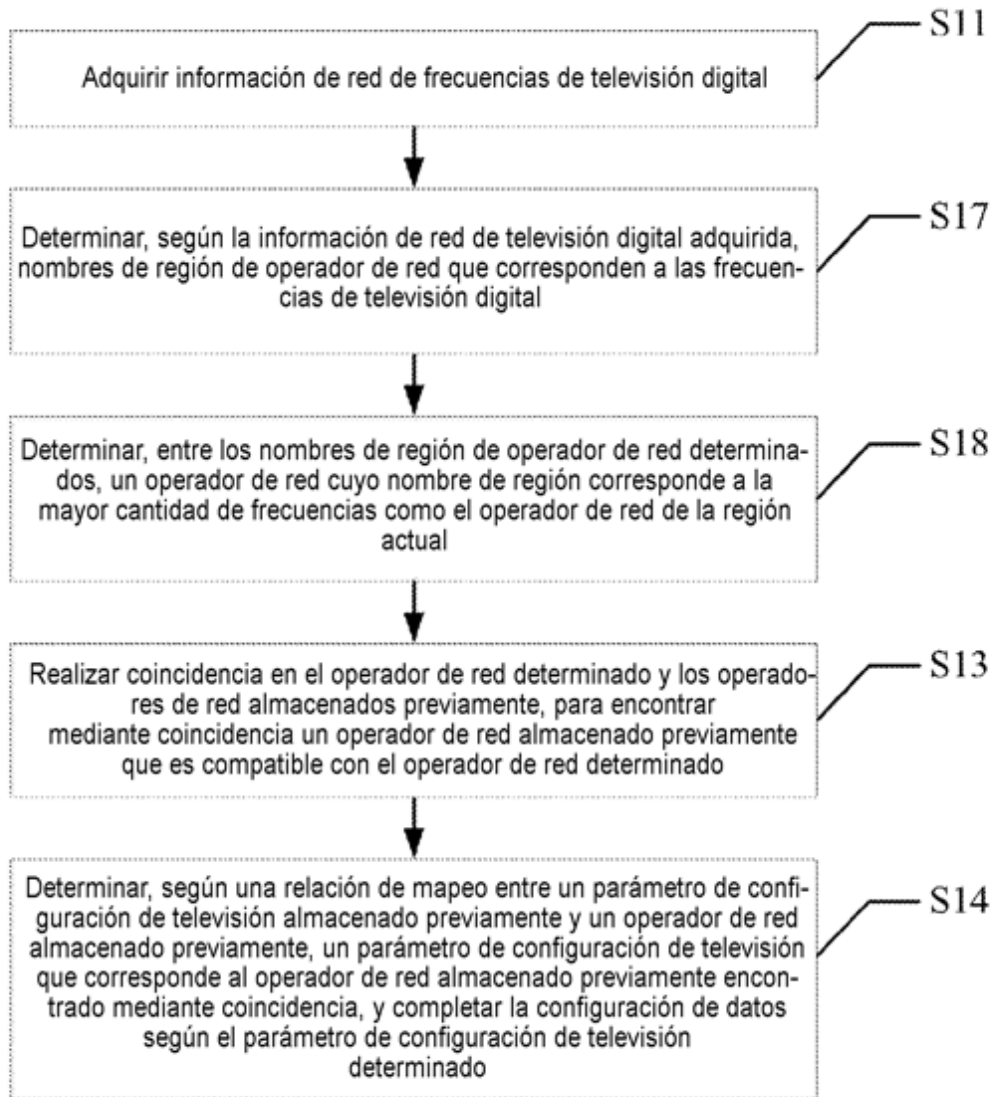 S11
Adquirir información de red de frecuencias de televisión digital
S17
Determinar, según la información de red de televisión digital adquirida,
nombres de región de operador de red que corresponden a las frecuen-
cias de televisión digital
S18
Determinar, entre los nombres de región de operador de red determina-
dos, un operador de red cuyo nombre de región corresponde a la
mayor cantidad de frecuencias como el operador de red de la región
actual
S13
Realizar coincidencia en el operador de red determinado y los operado-
res de red almacenados previamente, para encontrar
mediante coincidencia un operador de red almacenado previamente
que es compatible con el operador de red determinado
S14
Determinar, según una relación de mapeo entre un parámetro de confi-
guración de televisión almacenado previamente y un operador de red
almacenado previamente, un parámetro de configuración de televisión
que corresponde al operador de red almacenado previamente encon-
trado mediante coincidencia, y completar la configuración de datos
según el parámetro de configuración de televisión
determinado